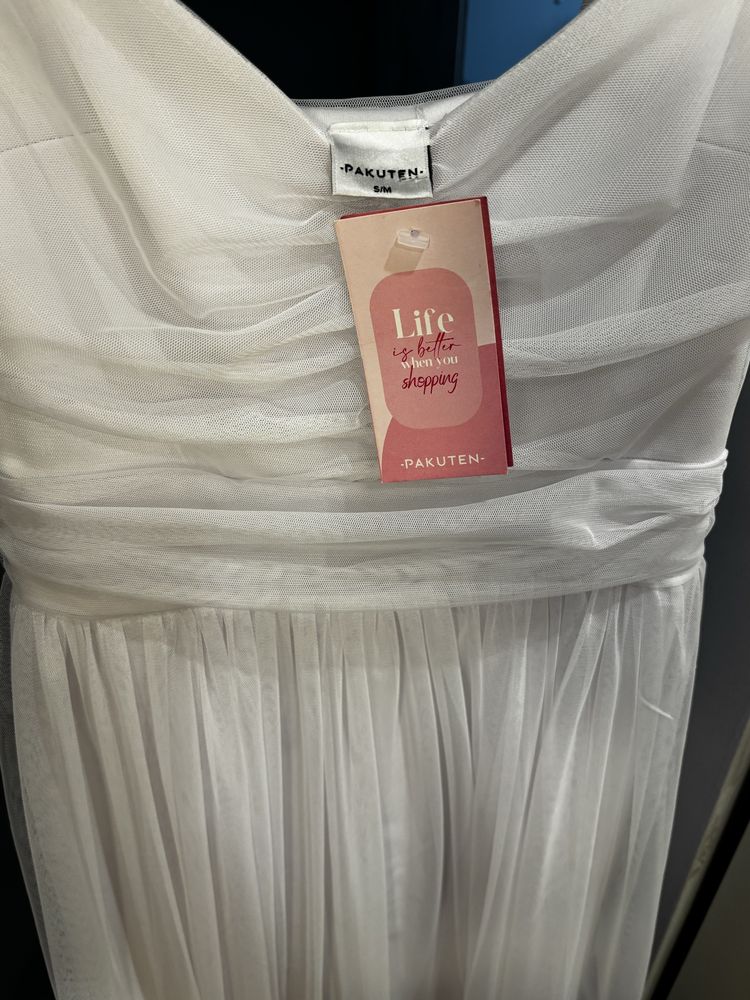 -PAKUTEN-
S/M
Life
is better
when you
shopping
-PAKUTEN-